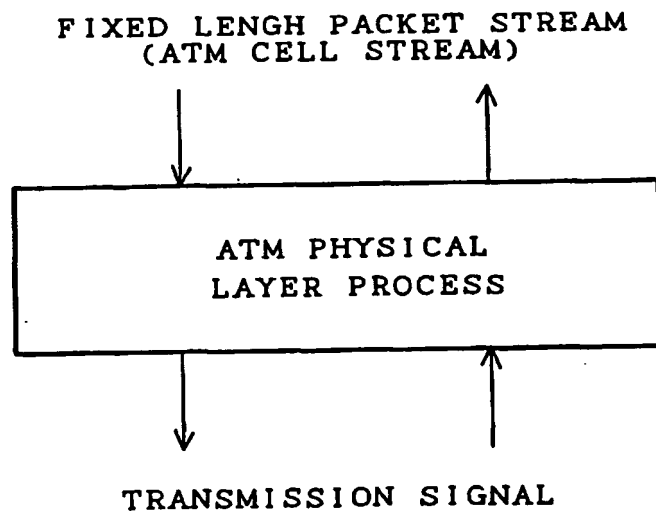 FIXED LENGH PACKET STREAM
(ATM CELL STREAM)
ATM PHYSICAL
LAYER PROCESS
TRANSMISSION SIGNAL